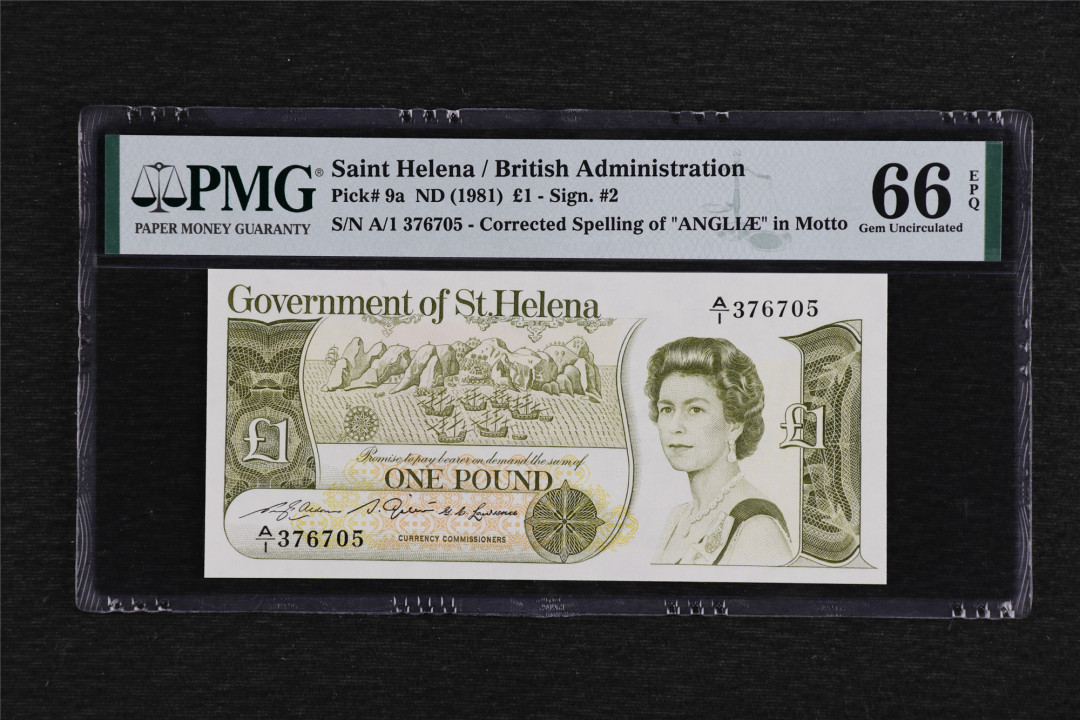 PMG®
PAPER MONEY GUARANTY
Saint Helena / British Administration
Pick# 9a ND (1981) £1 - Sign. #2
S/N A/1 376705 - Corrected Spelling of "ANGLIÆ" in Motto
66
EPQ
Gem Uncirculated
Government of St.Helena
A/1 376705
£1
£1
Promise to pay bearer on demand the sum of
ONE POUND
A/1 376705
CURRENCY COMMISSIONERS